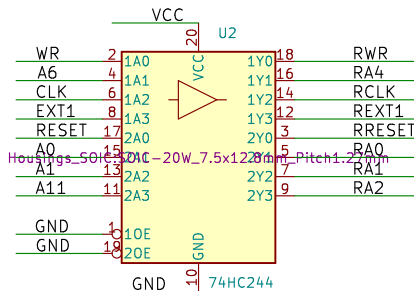 VCC
20
U2
WR 2 1A0 VCC 1Y0 18 RWR
A6 4 1A1 1Y1 16 RA4
CLK 6 1A2 1Y2 14 RCLK
EXT1 8 1A3 1Y3 12 REXT1
RESET 17 2A0 2Y0 3 RRESET
A0 15 2A1 2Y1 5 RA0
Housings_SOIC:SOIC-20W_7.5x12.8mm_Pitch1.27mm
A1 13 2A2 2Y2 7 RA1
A11 11 2A3 2Y3 9 RA2
GND 1 1OE
GND 19 2OE GND
GND 10 74HC244